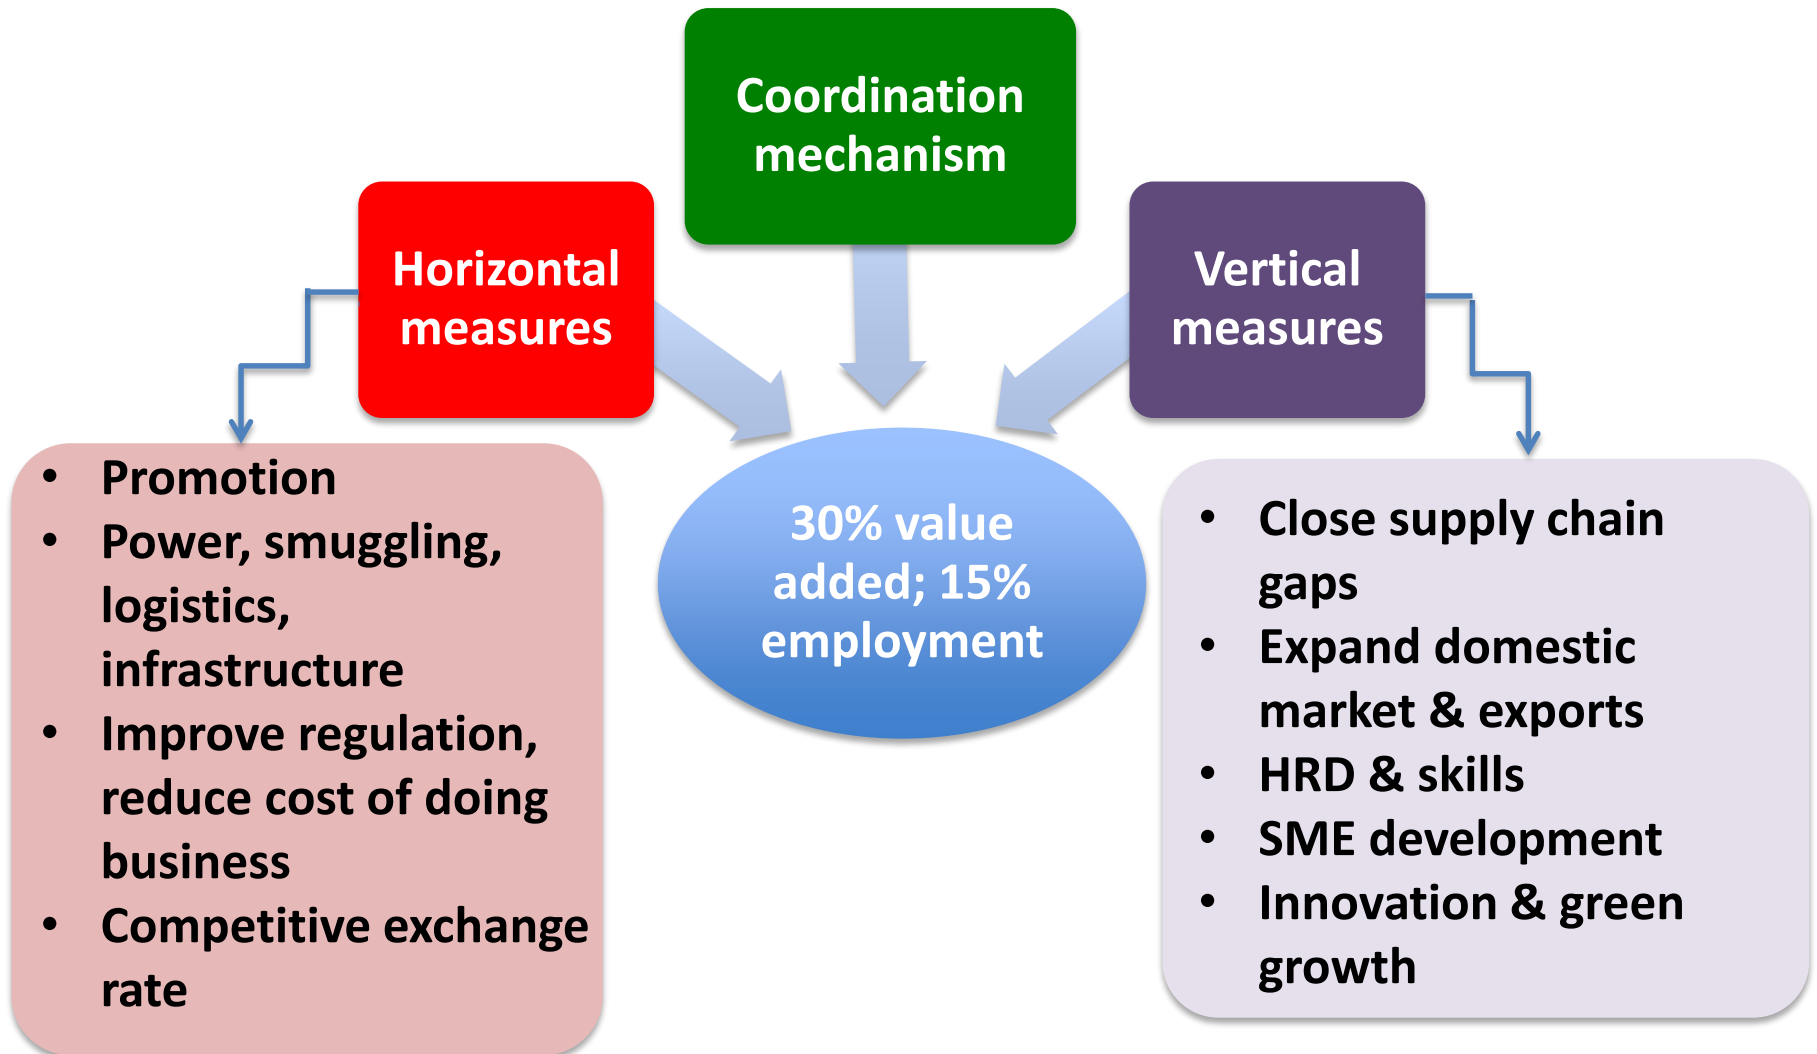 Coordination
mechanism
Horizontal
measures
Vertical
measures
30% value
added; 15%
employment
• Promotion
• Power, smuggling,
logistics,
infrastructure
• Improve regulation,
reduce cost of doing
business
• Competitive exchange
rate
• Close supply chain
gaps
• Expand domestic
market & exports
• HRD & skills
• SME development
• Innovation & green
growth